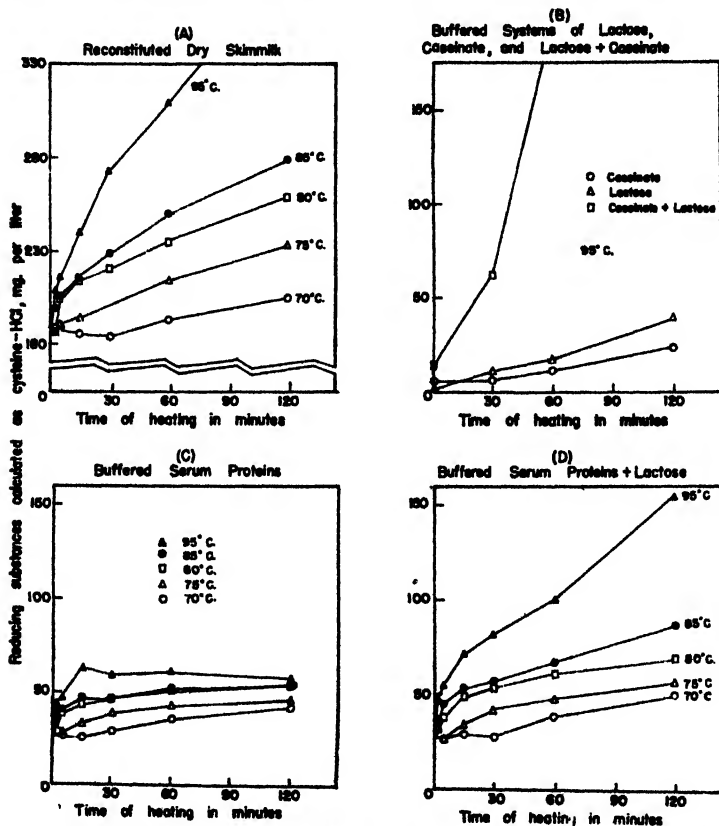 (A)
Reconstituted Dry Skimmilk
330
280
230
180
0
95°C.
85°C.
80°C.
75°C.
70°C.
30 60 90 120
Time of heating in minutes
(B)
Buffered Systems of Lactose,
Caseinate, and Lactose + Caseinate
150
100
50
0
Caseinate
Lactose
Caseinate + Lactose
95°C.
30 60 90 120
Time of heating in minutes
Reducing substances calculated as cysteine-HCl, mg. per liter
(C)
Buffered Serum Proteins
150
100
50
0
95°C.
85°C.
80°C.
75°C.
70°C.
30 60 90 120
Time of heating in minutes
(D)
Buffered Serum Proteins + Lactose
150
100
50
0
95°C.
85°C.
80°C.
75°C
70°C
30 60 90 120
Time of heating in minutes